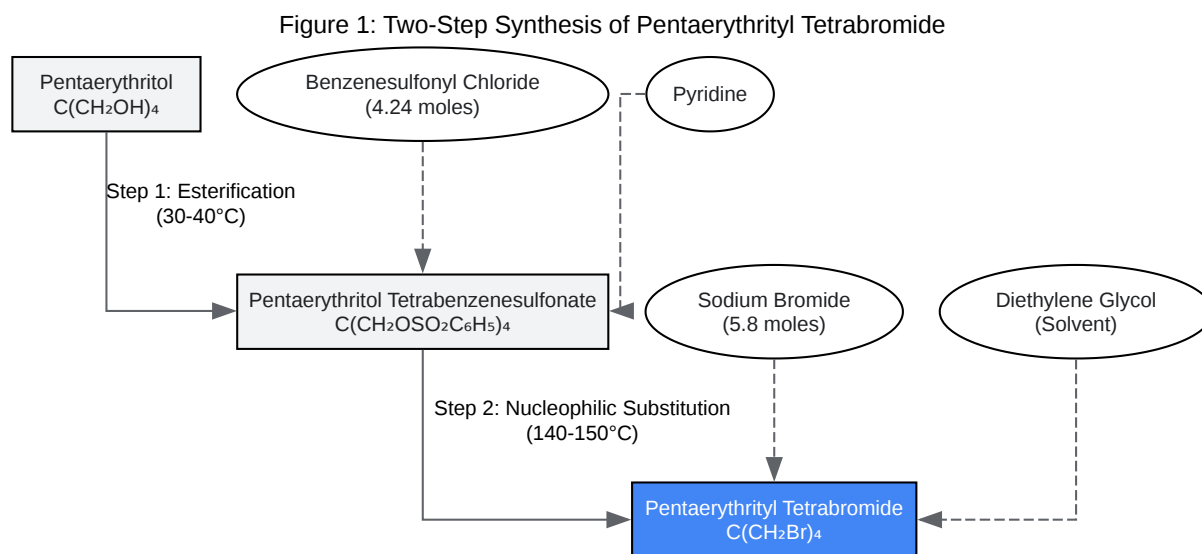 Figure 1: Two-Step Synthesis of Pentaerythrityl Tetrabromide
Pentaerythritol
C(CH₂OH)₄
Benzenesulfonyl Chloride
(4.24 moles)
Pyridine
Step 1: Esterification
(30-40°C)
Pentaerythritol Tetrabenzenesulfonate
C(CH₂OSO₂C₆H₅)₄
Sodium Bromide
(5.8 moles)
Diethylene Glycol
(Solvent)
Step 2: Nucleophilic Substitution
(140-150°C)
Pentaerythrityl Tetrabromide
C(CH₂Br)₄